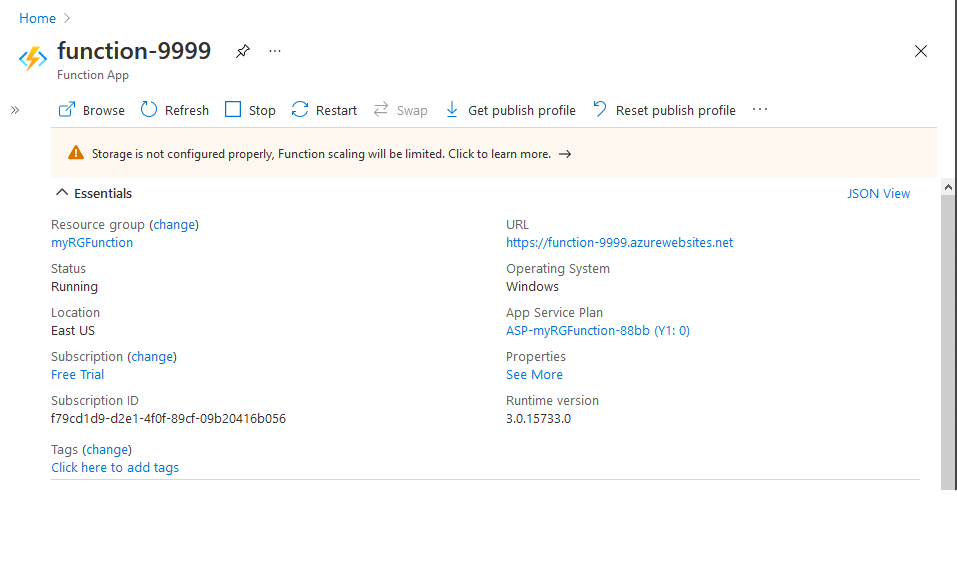 Home
function-9999
Function App
Browse Refresh Stop Restart Swap Get publish profile Reset publish profile
Storage is not configured properly, Function scaling will be limited. Click to learn more.
Essentials JSON View
Resource group (change)
myRGFunction
Status
Running
Location
East US
Subscription (change)
Free Trial
Subscription ID
f79cd1d9-d2e1-4f0f-89cf-09b20416b056
Tags (change)
Click here to add tags
URL
https://function-9999.azurewebsites.net
Operating System
Windows
App Service Plan
ASP-myRGFunction-88bb (Y1: 0)
Properties
See More
Runtime version
3.0.15733.0